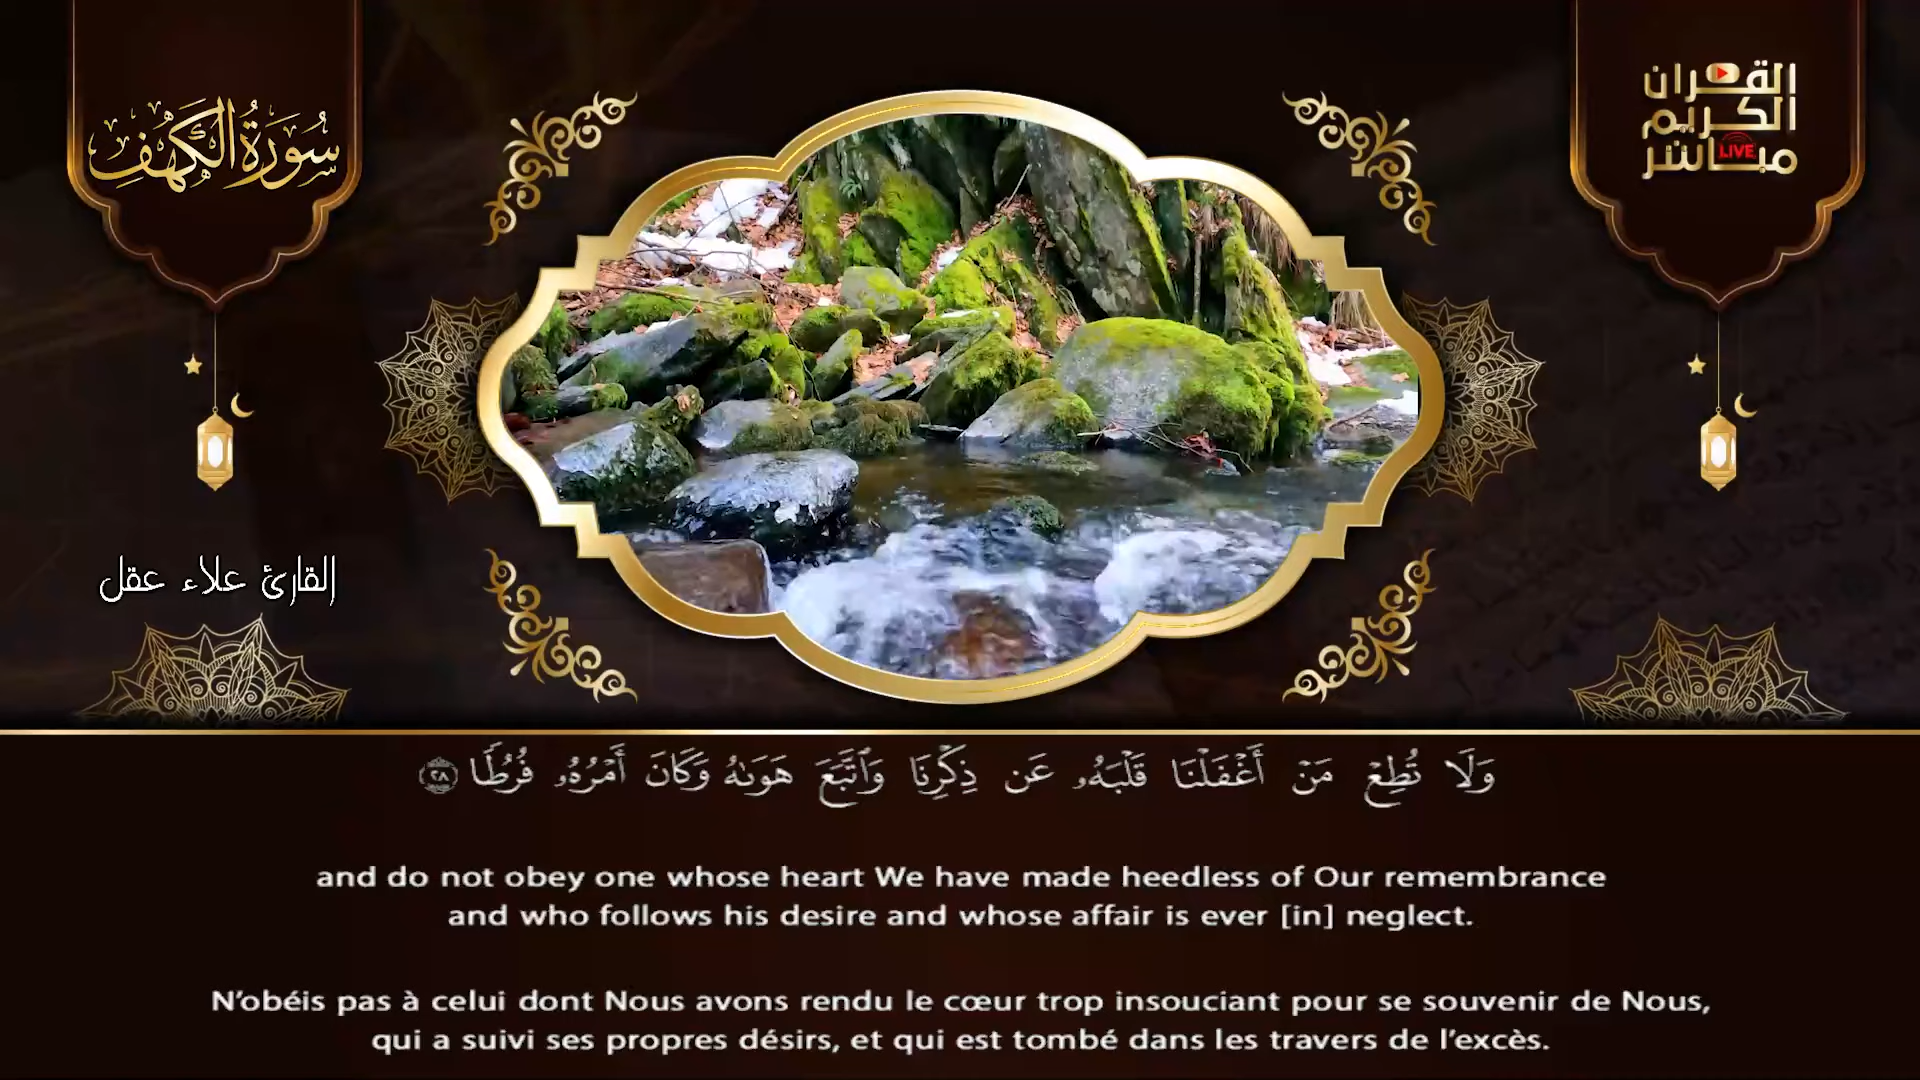 سُورَةُ الكَهْفِ
القرآن
الكريم
مباشر
LIVE
القارئ علاء عقل
وَلَا تُطِعْ مَنْ أَغْفَلْنَا قَلْبَهُۥ عَن ذِكْرِنَا وَٱتَّبَعَ هَوَىٰهُ وَكَانَ أَمْرُهُۥ فُرُطًا ٢٨
and do not obey one whose heart We have made heedless of Our remembrance
and who follows his desire and whose affair is ever [in] neglect.
N’obéis pas à celui dont Nous avons rendu le cœur trop insouciant pour se souvenir de Nous,
qui a suivi ses propres désirs, et qui est tombé dans les travers de l’excès.